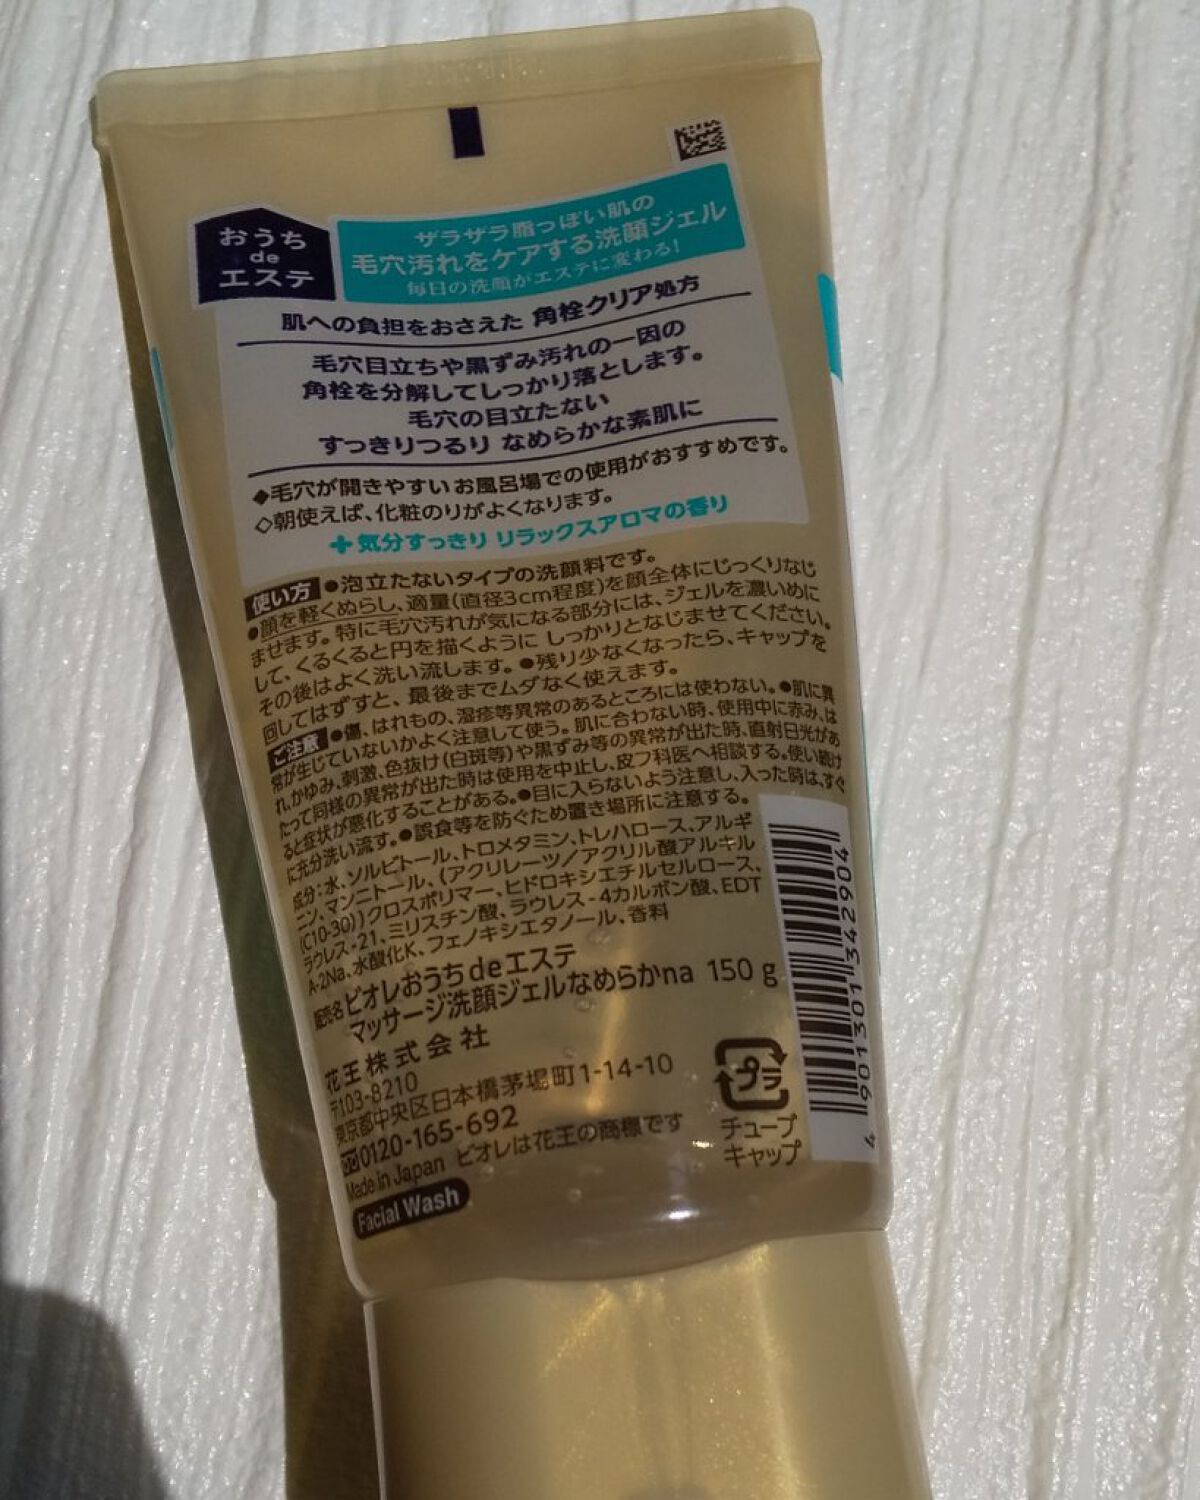 おうち
de
エステ
ザラザラ脂っぽい肌の
毛穴汚れをケアする洗顔ジェル
毎日の洗顔がエステに変わる!
肌への負担をおさえた 角栓クリア処方
毛穴目立ちや黒ずみ汚れの一因の
角栓を分解してしっかり落とします。
毛穴の目立たない
すっきりつるり なめらかな素肌に
◆毛穴が開きやすいお風呂場での使用がおすすめです。
◇朝使えば、化粧のりがよくなります。
+気分すっきり リラックスアロマの香り
使い方 ●泡立たないタイプの洗顔料です。
●顔を軽くぬらし、適量(直径3cm程度)を顔全体にじっくりなじ
ませます。特に毛穴汚れが気になる部分には、ジェルを濃いめに
して、くるくると円を描くように しっかりとなじませてください。
その後はよく洗い流します。●残り少なくなったら、キャップを
回してはずすと、最後までムダなく使えます。
ご注意 ●傷、はれもの、湿疹等異常のあるところには使わない。●肌に異
常が生じていないかよく注意して使う。肌に合わない時、使用中に赤み、は
れ、かゆみ、刺激、色抜け(白斑等)や黒ずみ等の異常が出た時、直射日光があ
たって同様の異常が出た時は使用を中止し、皮フ科医へ相談する。使い続け
ると症状が悪化することがある。●目に入らないよう注意し、入った時は、すぐ
に充分洗い流す。●誤食等を防ぐため置き場所に注意する。
成分:水、ソルビトール、トロメタミン、トレハロース、アルギ
ニン、マンニトール、(アクリレーツ/アクリル酸アルキル
(C10-30))クロスポリマー、ヒドロキシエチルセルロース、
ラウレス-21、ミリスチン酸、ラウレス-4カルボン酸、EDT
A-2Na、水酸化K、フェノキシエタノール、香料
販売名 ビオレおうちdeエステ
マッサージ洗顔ジェルなめらかna 150g
花王株式会社
〒103-8210
東京都中央区日本橋茅場町1-14-10
0120-165-692
Made in Japan ビオレは花王の商標です
Facial Wash
プラ
チューブ
キャップ
4 901301 342904